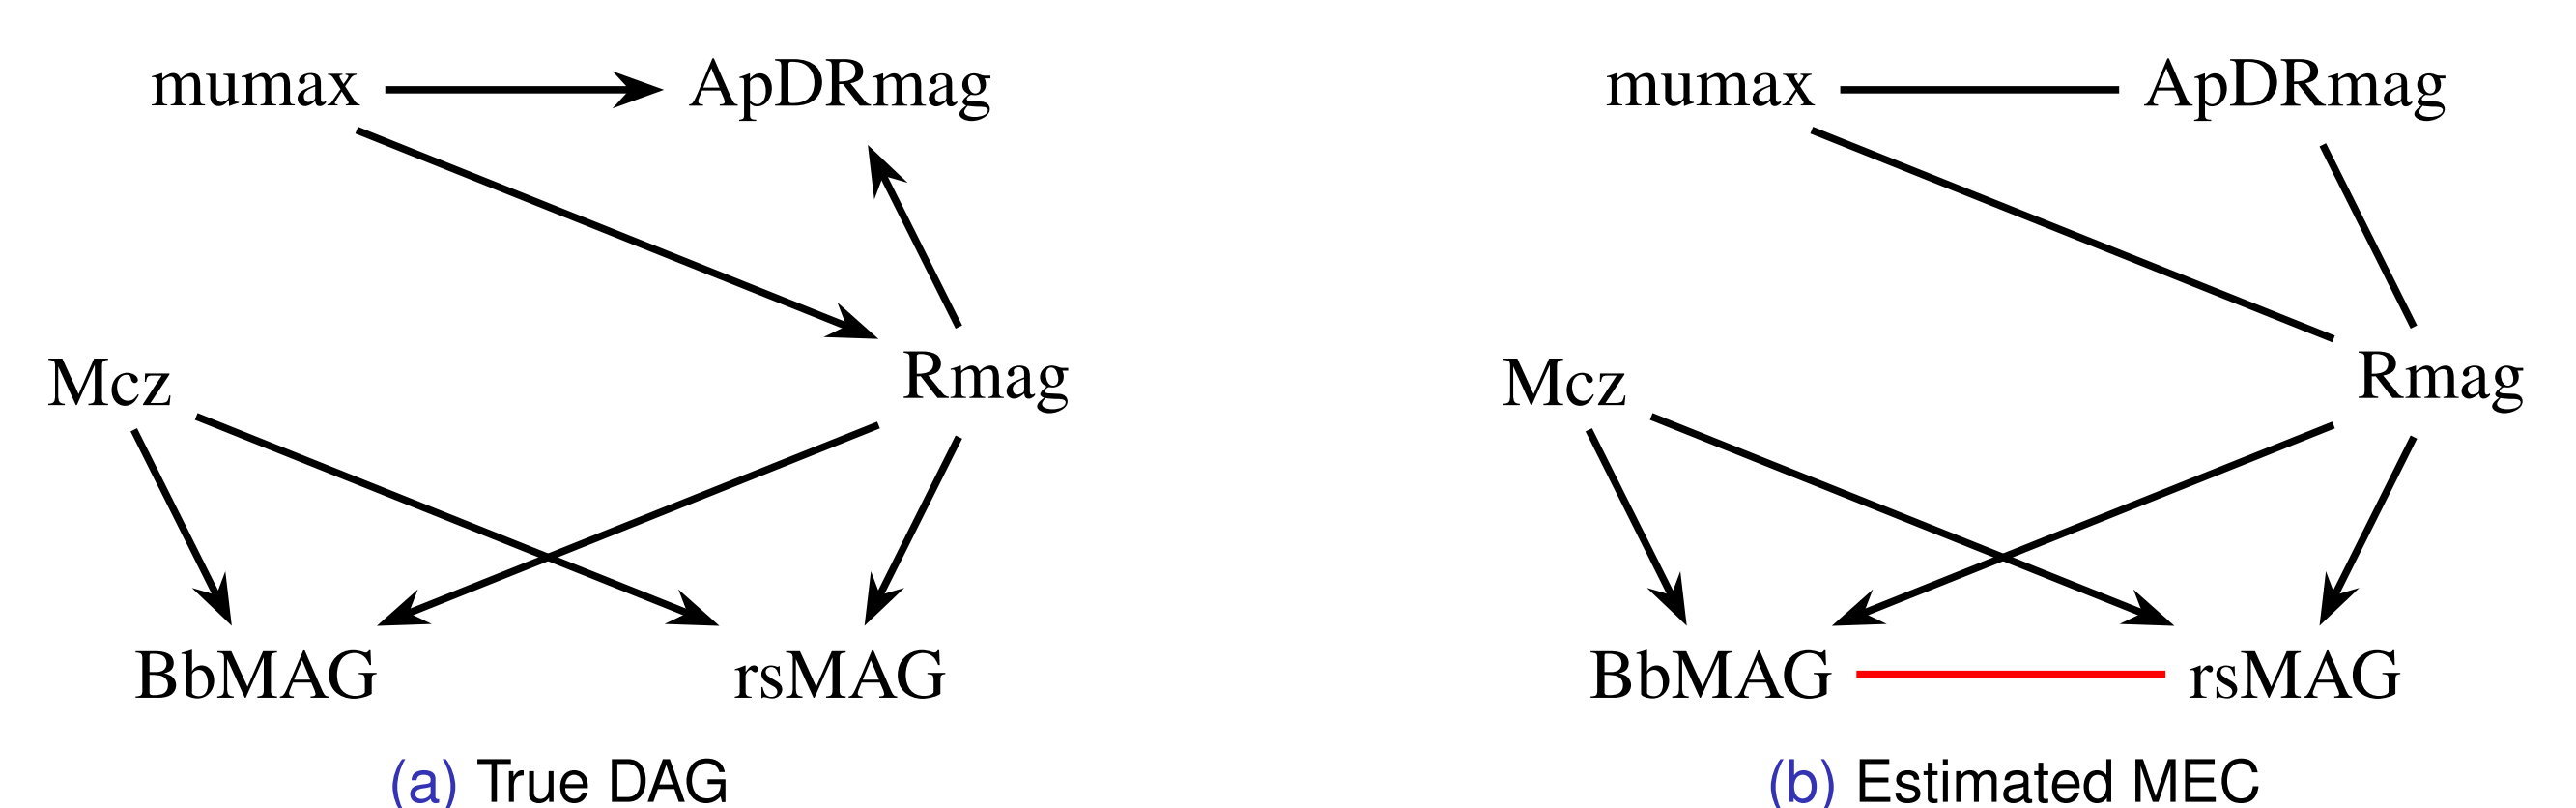 mumax ApDRmag mumax ApDRmag
Mcz Rmag Mcz Rmag
BbMAG rsMAG BbMAG rsMAG
(a) True DAG (b) Estimated MEC